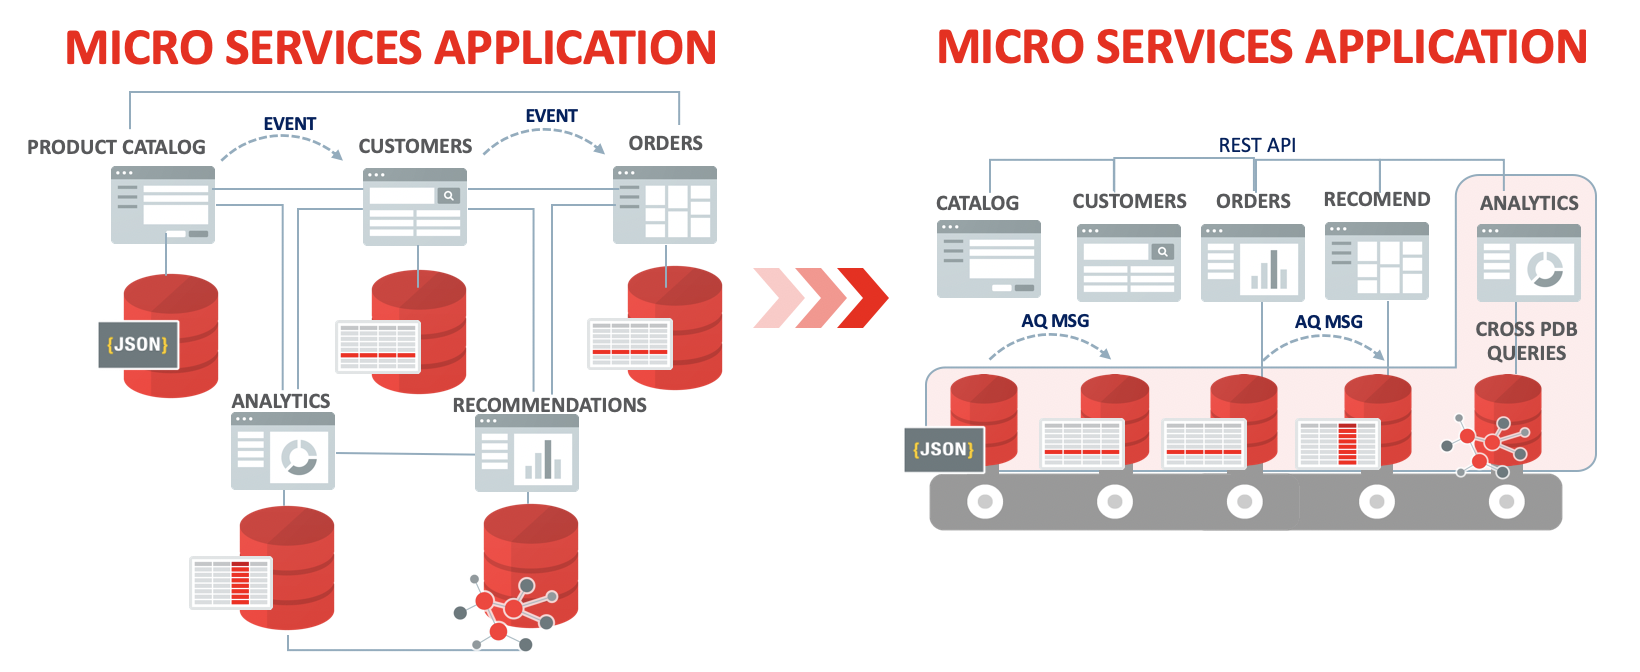 MICRO SERVICES APPLICATION
EVENT
EVENT
PRODUCT CATALOG
CUSTOMERS
ORDERS
{JSON}
ANALYTICS
RECOMMENDATIONS
MICRO SERVICES APPLICATION
REST API
CATALOG
CUSTOMERS
ORDERS
RECOMEND
ANALYTICS
AQ MSG
AQ MSG
CROSS PDB
QUERIES
{JSON}